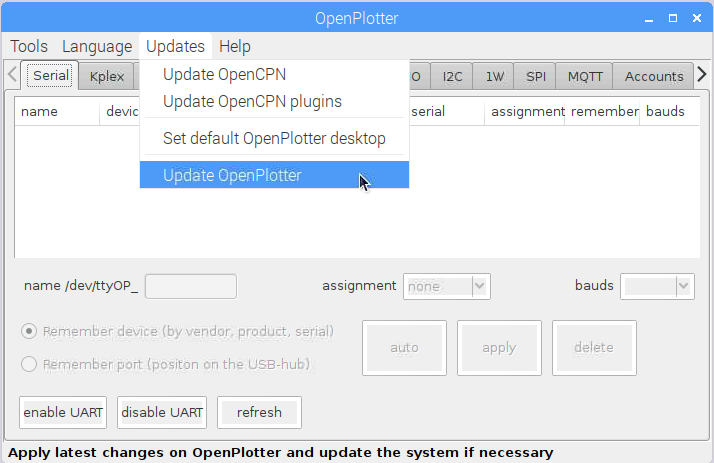 OpenPlotter
Tools Language Updates Help
Serial Kplex O I2C 1W SPI MQTT Accounts
Update OpenCPN
Update OpenCPN plugins
Set default OpenPlotter desktop
Update OpenPlotter
name devic serial assignment remember bauds
name /dev/ttyOP_ assignment none bauds
Remember device (by vendor, product, serial)
Remember port (positon on the USB-hub)
auto apply delete
enable UART disable UART refresh
Apply latest changes on OpenPlotter and update the system if necessary